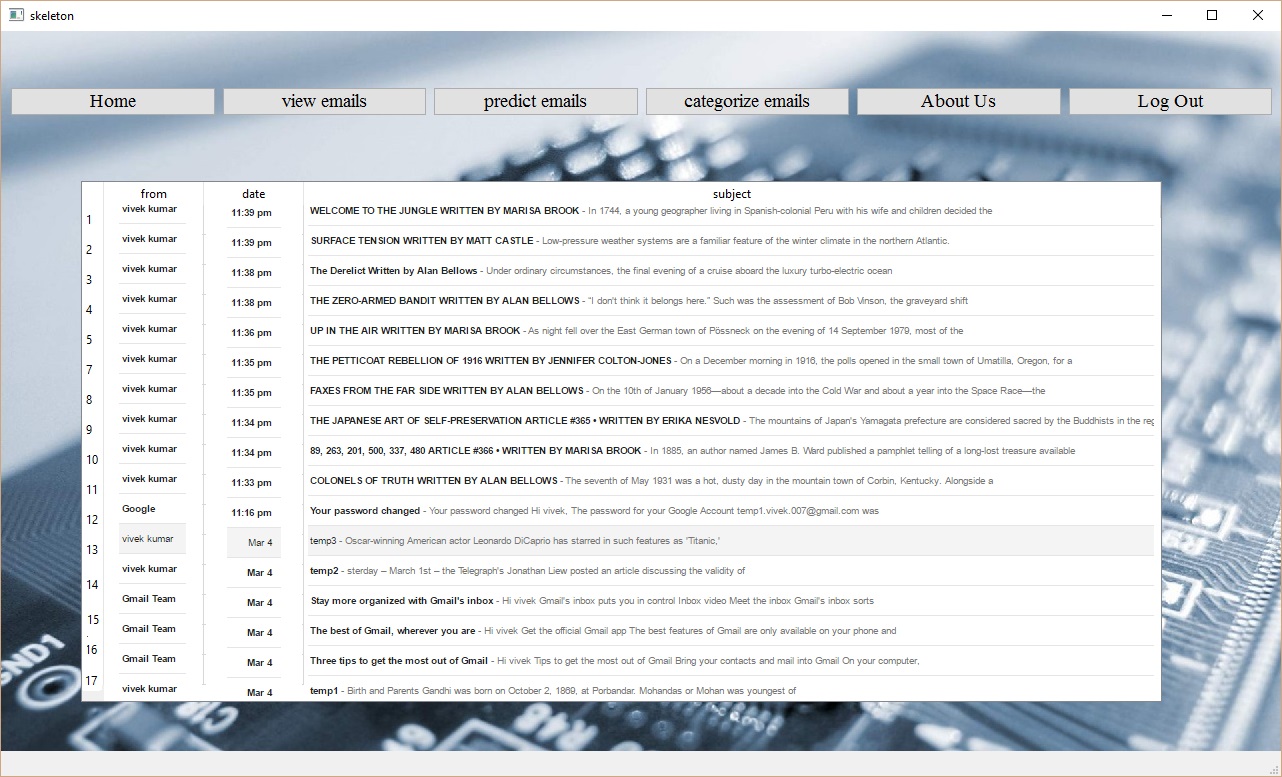 skeleton
Home view emails predict emails categorize emails About Us Log Out
from date subject
1 vivek kumar 11:39 pm WELCOME TO THE JUNGLE WRITTEN BY MARISA BROOK - In 1744, a young geographer living in Spanish-colonial Peru with his wife and children decided the
2 vivek kumar 11:39 pm SURFACE TENSION WRITTEN BY MATT CASTLE - Low-pressure weather systems are a familiar feature of the winter climate in the northern Atlantic.
3 vivek kumar 11:38 pm The Derelict Written by Alan Bellows - Under ordinary circumstances, the final evening of a cruise aboard the luxury turbo-electric ocean
4 vivek kumar 11:38 pm THE ZERO-ARMED BANDIT WRITTEN BY ALAN BELLOWS - "I don't think it belongs here." Such was the assessment of Bob Vinson, the graveyard shift
5 vivek kumar 11:36 pm UP IN THE AIR WRITTEN BY MARISA BROOK - As night fell over the East German town of Pössneck on the evening of 14 September 1979, most of the
7 vivek kumar 11:35 pm THE PETTICOAT REBELLION OF 1916 WRITTEN BY JENNIFER COLTON-JONES - On a December morning in 1916, the polls opened in the small town of Umatilla, Oregon, for a
8 vivek kumar 11:35 pm FAXES FROM THE FAR SIDE WRITTEN BY ALAN BELLOWS - On the 10th of January 1956—about a decade into the Cold War and about a year into the Space Race—the
9 vivek kumar 11:34 pm THE JAPANESE ART OF SELF-PRESERVATION ARTICLE #365 • WRITTEN BY ERIKA NESVOLD - The mountains of Japan's Yamagata prefecture are considered sacred by the Buddhists in the reg
10 vivek kumar 11:34 pm 89, 263, 201, 500, 337, 480 ARTICLE #366 • WRITTEN BY MARISA BROOK - In 1885, an author named James B. Ward published a pamphlet telling of a long-lost treasure available
11 vivek kumar 11:33 pm COLONELS OF TRUTH WRITTEN BY ALAN BELLOWS - The seventh of May 1931 was a hot, dusty day in the mountain town of Corbin, Kentucky. Alongside a
12 Google 11:16 pm Your password changed - Your password changed Hi vivek, The password for your Google Account temp1.vivek.007@gmail.com was
13 vivek kumar Mar 4 temp3 - Oscar-winning American actor Leonardo DiCaprio has starred in such features as 'Titanic,'
14 vivek kumar Mar 4 temp2 - sterday – March 1st – the Telegraph's Jonathan Liew posted an article discussing the validity of
15 Gmail Team Mar 4 Stay more organized with Gmail's inbox - Hi vivek Gmail's inbox puts you in control Inbox video Meet the inbox Gmail's inbox sorts
. Gmail Team Mar 4 The best of Gmail, wherever you are - Hi vivek Get the official Gmail app The best features of Gmail are only available on your phone and
16 Gmail Team Mar 4 Three tips to get the most out of Gmail - Hi vivek Tips to get the most out of Gmail Bring your contacts and mail into Gmail On your computer,
17 vivek kumar Mar 4 temp1 - Birth and Parents Gandhi was born on October 2, 1869, at Porbandar. Mohandas or Mohan was youngest of
GND1